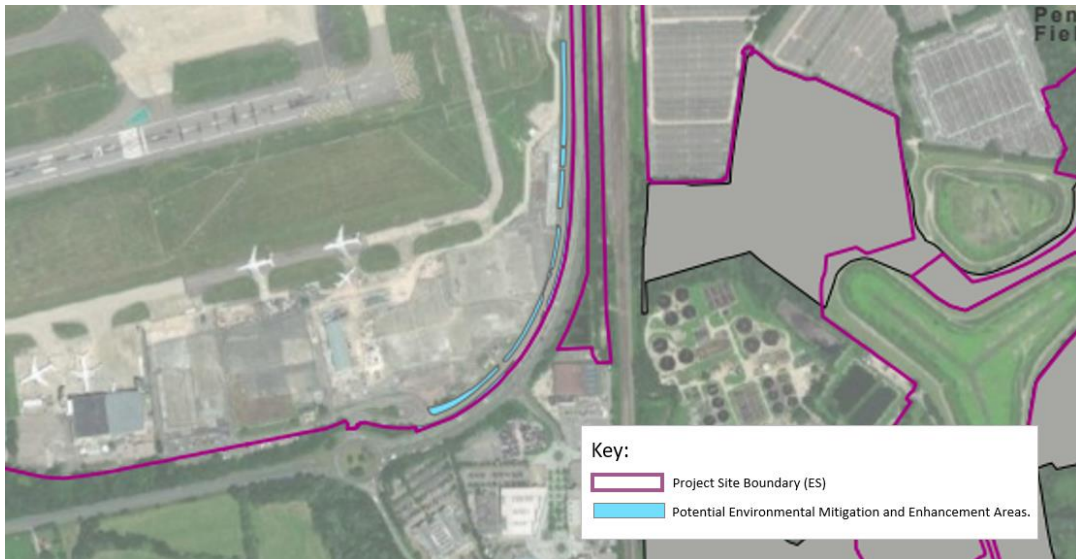 Key:
Project Site Boundary (ES)
Potential Environmental Mitigation and Enhancement Areas.